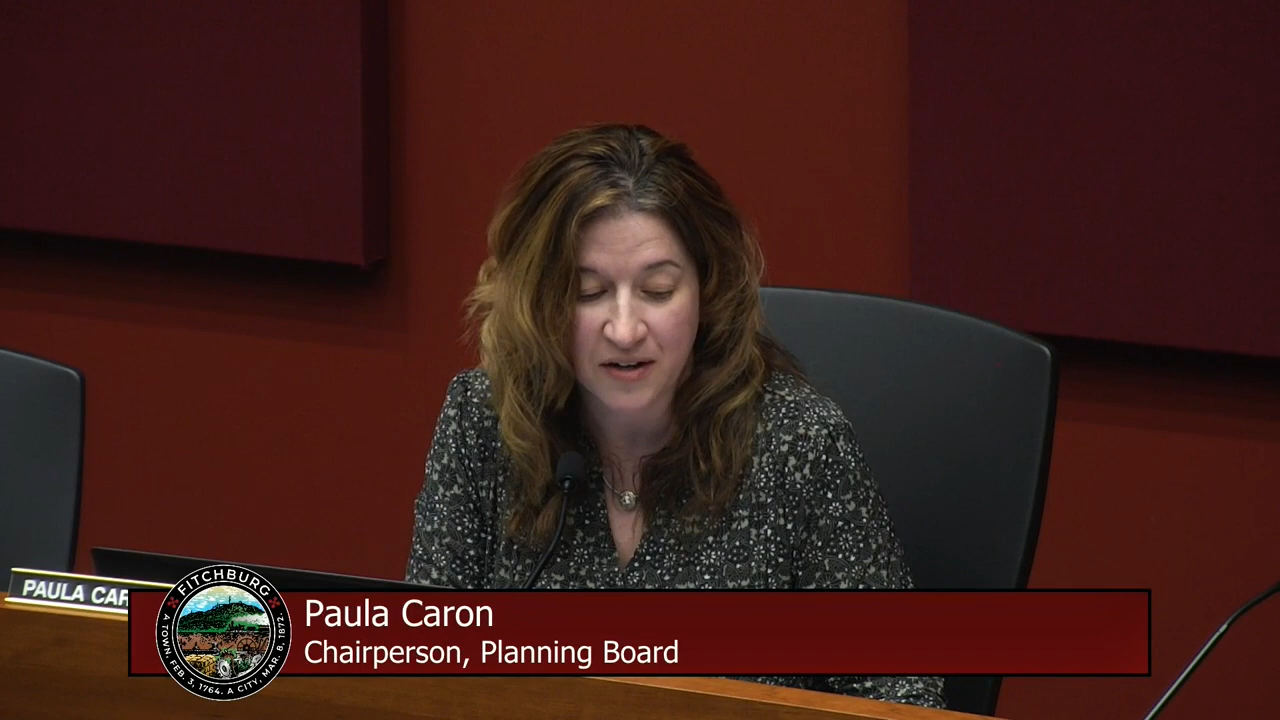 PAULA CAR
FITCHBURG
A TOWN, FEB. 3, 1764. A CITY, MAR. 8, 1872.
Paula Caron
Chairperson, Planning Board